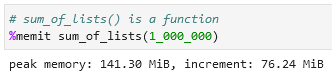 # sum_of_lists() is a function
%memit sum_of_lists(1_000_000)
peak memory: 141.30 MiB, increment: 76.24 MiB